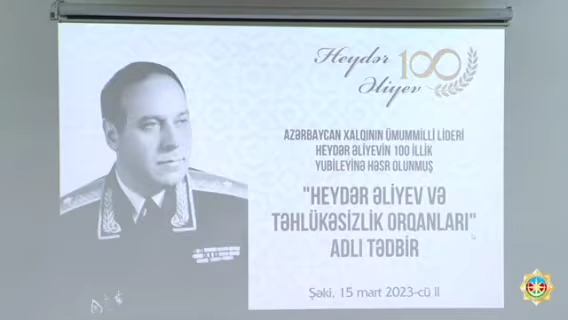 Heydər 100
Əliyev
AZƏRBAYCAN XALQININ ÜMUMMİLLİ LİDERİ
HEYDƏR ƏLİYEVİN 100 İLLİK
YUBİLEYİNƏ HƏSR OLUNMUŞ
"HEYDƏR ƏLİYEV VƏ
TƏHLÜKƏSİZLİK ORQANLARI"
ADLI TƏDBİR
Şəki, 15 mart 2023-cü il